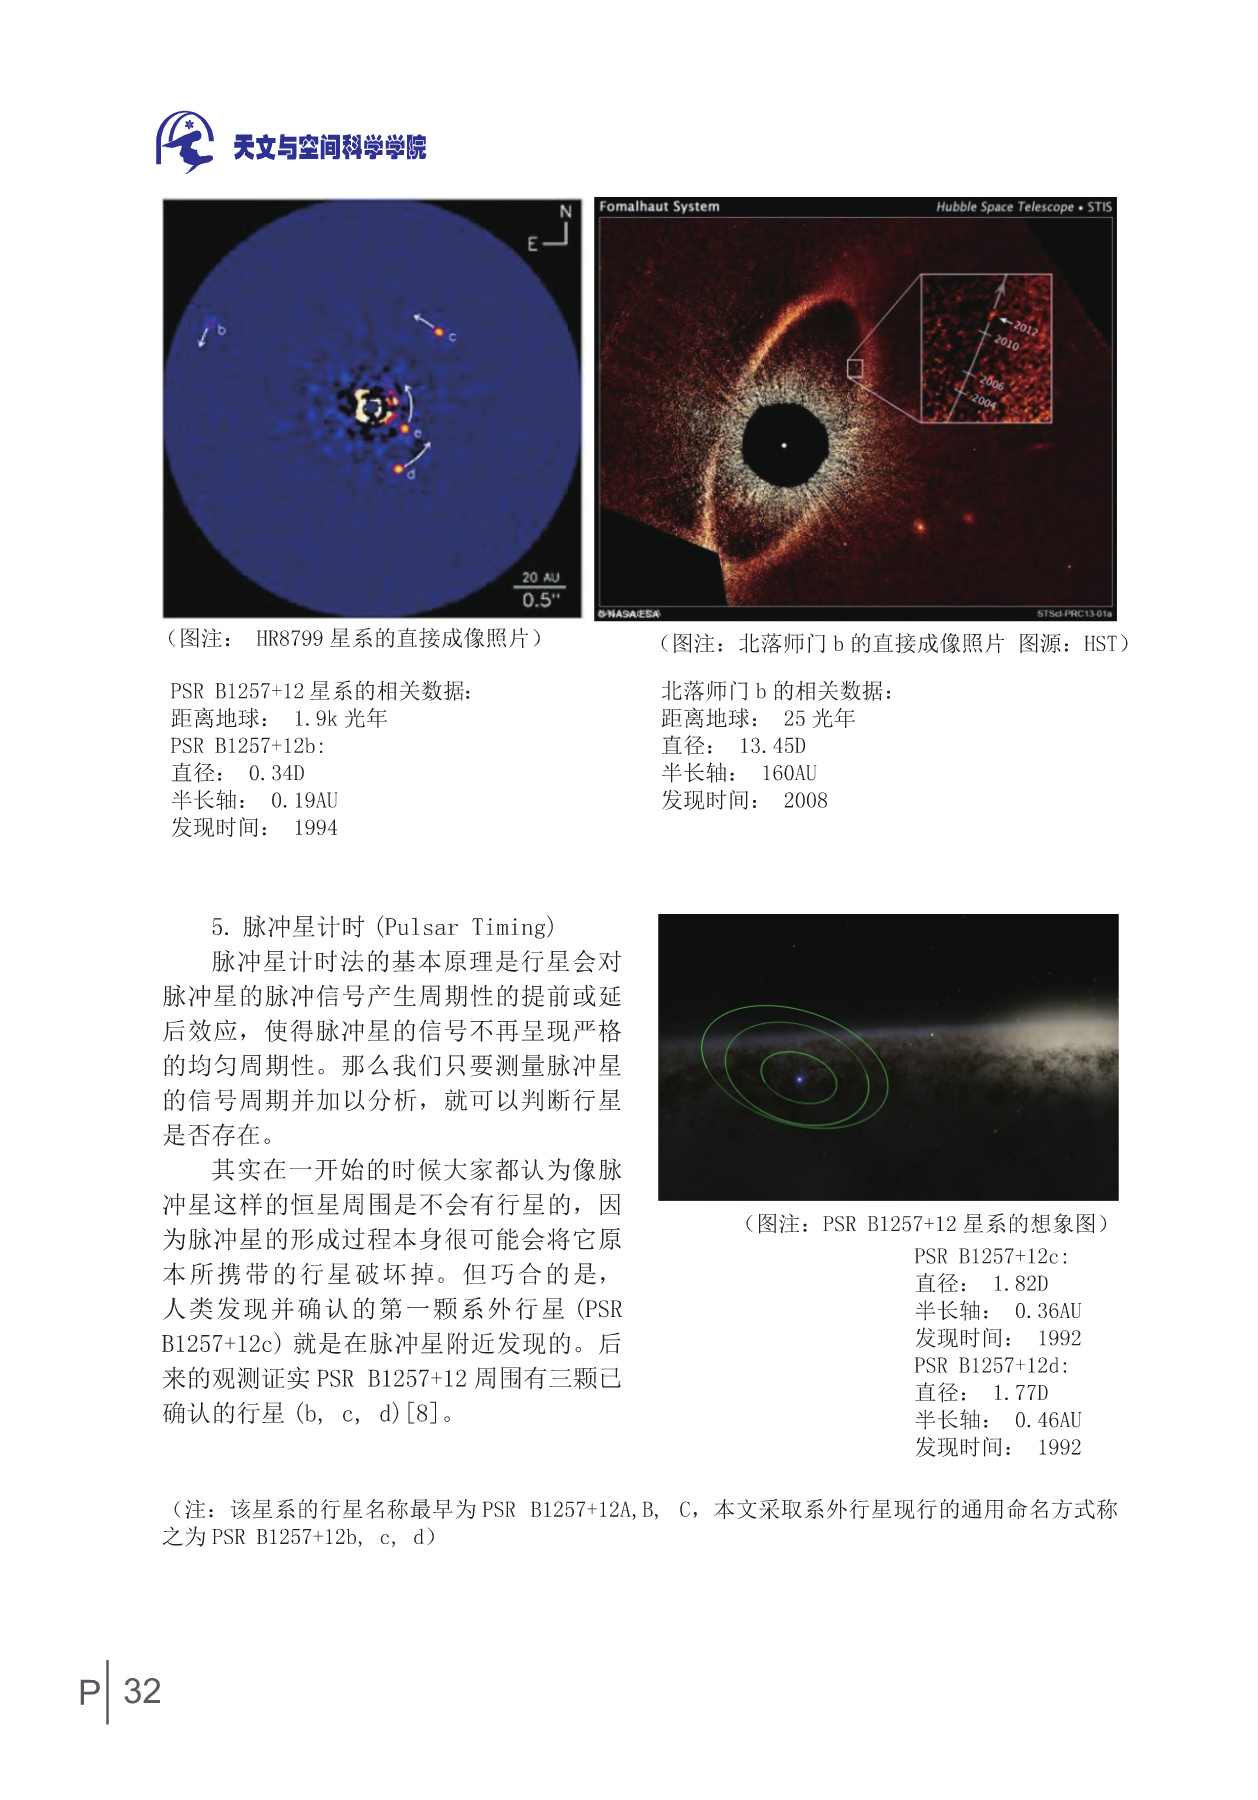 天文与空间科学学院
N
E
b
c
e
d
20 AU
0.5"
Fomalhaut System
Hubble Space Telescope • STIS
2012
2010
2006
2004
STScI-PRC13-01a
（图注： HR8799 星系的直接成像照片）
（图注：北落师门 b 的直接成像照片 图源：HST）
PSR B1257+12 星系的相关数据：
距离地球： 1.9k 光年
PSR B1257+12b:
直径： 0.34D
半长轴： 0.19AU
发现时间： 1994
北落师门 b 的相关数据：
距离地球： 25 光年
直径： 13.45D
半长轴： 160AU
发现时间： 2008
5. 脉冲星计时 (Pulsar Timing)
脉冲星计时法的基本原理是行星会对
脉冲星的脉冲信号产生周期性的提前或延
后效应，使得脉冲星的信号不再呈现严格
的均匀周期性。那么我们只要测量脉冲星
的信号周期并加以分析，就可以判断行星
是否存在。
其实在一开始的时候大家都认为像脉
冲星这样的恒星周围是不会有行星的，因
为脉冲星的形成过程本身很可能会将它原
本所携带的行星破坏掉。但巧合的是，
人类发现并确认的第一颗系外行星 (PSR
B1257+12c) 就是在脉冲星附近发现的。后
来的观测证实 PSR B1257+12 周围有三颗已
确认的行星 (b, c, d)[8]。
（图注：PSR B1257+12 星系的想象图）
PSR B1257+12c:
直径： 1.82D
半长轴： 0.36AU
发现时间： 1992
PSR B1257+12d:
直径： 1.77D
半长轴： 0.46AU
发现时间： 1992
（注：该星系的行星名称最早为 PSR B1257+12A,B, C，本文采取系外行星现行的通用命名方式称
之为 PSR B1257+12b, c, d）
P 32